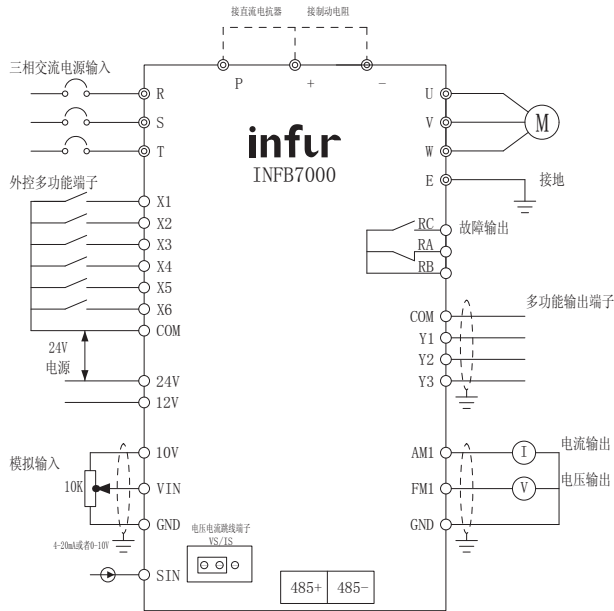 接直流电抗器 接制动电阻
P + -
三相交流电源输入
R
S
T
infur
INFB7000
U
V
W
M
E
接地
外控多功能端子
X1
X2
X3
X4
X5
X6
COM
24V
电源
24V
12V
RC
RA
RB
故障输出
COM
Y1
Y2
Y3
多功能输出端子
模拟输入
10V
10K
VIN
GND
4-20mA或者0-10V
SIN
电压电流跳线端子
VS/IS
AM1
I
电流输出
FM1
V
电压输出
GND
485+ 485-